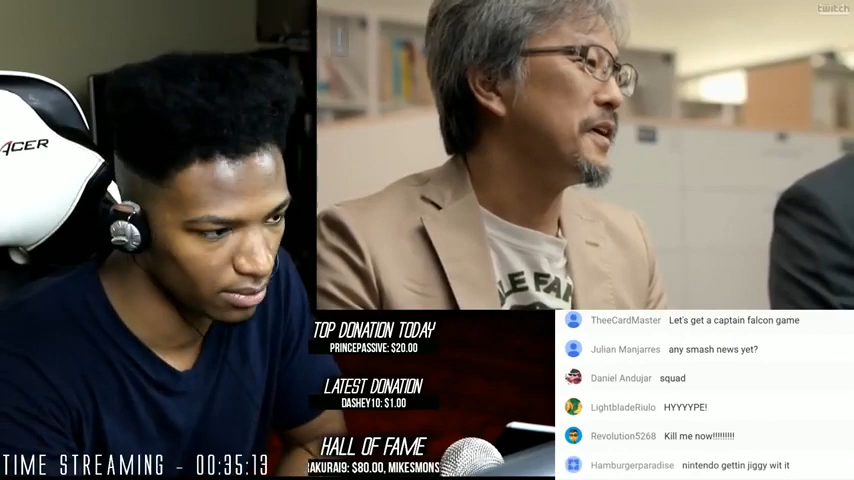 twitch
ACER
LE FAM
TOP DONATION TODAY
PRINCEPASSIVE: $20.00
LATEST DONATION
DASHEY10: $1.00
HALL OF FAME
AKURAI9: $80.00, MIKESMONS
TIME STREAMING - 00:35:13
TheeCardMaster Let's get a captain falcon game
Julian Manjarres any smash news yet?
Daniel Andujar squad
LightbladeRiulo HYYYYPE!
Revolution5268 Kill me now!!!!!!!!!
Hamburgerparadise nintendo gettin jiggy wit it